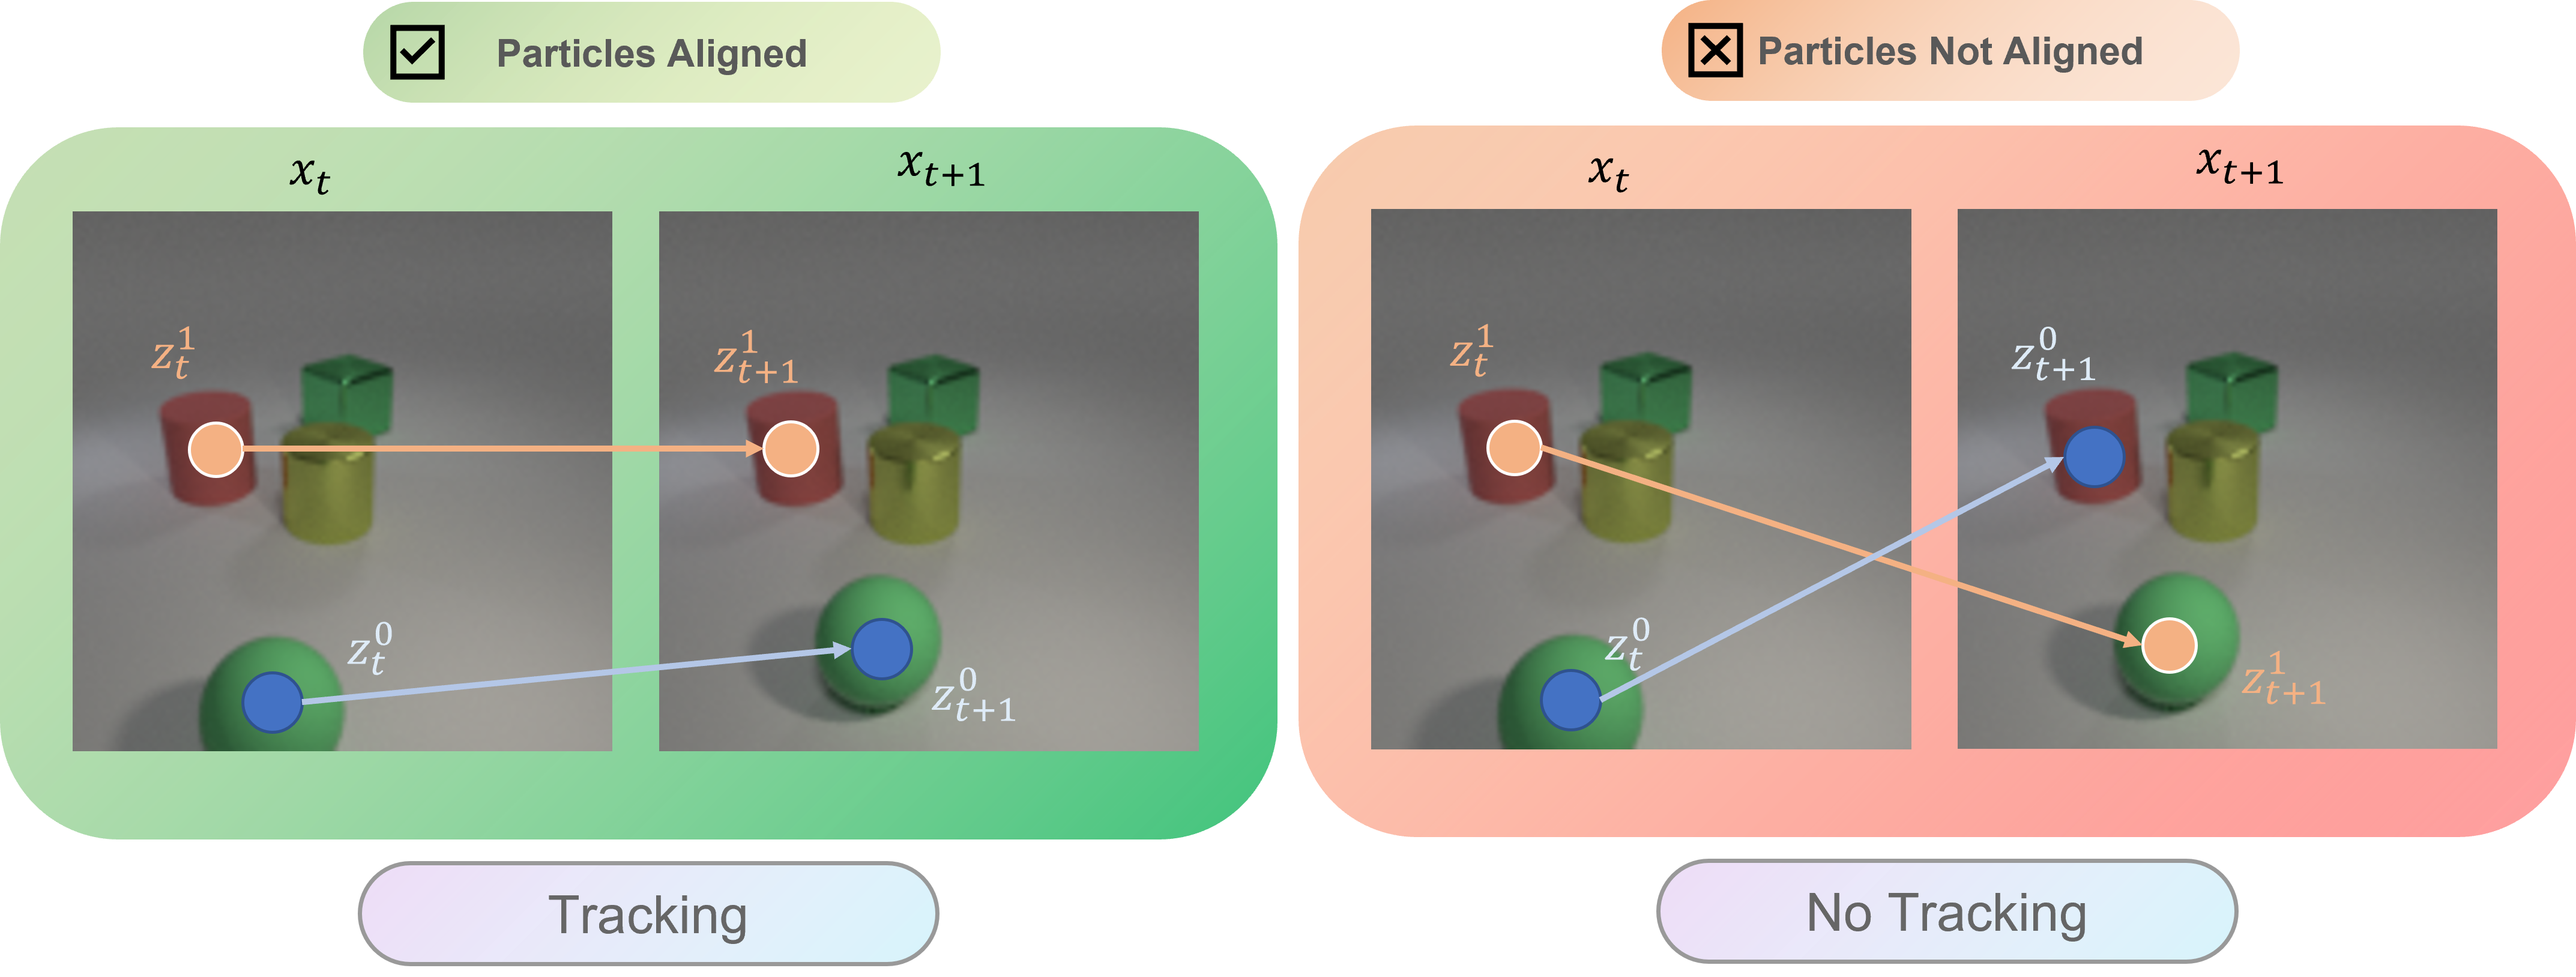 Particles Aligned
x_t
x_{t+1}
z_t^1
z_{t+1}^1
z_t^0
z_{t+1}^0
Tracking
Particles Not Aligned
x_t
x_{t+1}
z_t^1
z_{t+1}^0
z_t^0
z_{t+1}^1
No Tracking